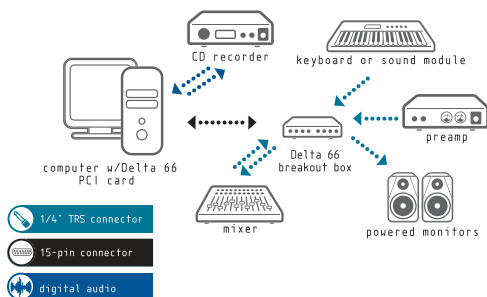 CD recorder
keyboard or sound module
computer w/Delta 66
PCI card
Delta 66
breakout box
preamp
mixer
powered monitors
1/4" TRS connector
15-pin connector
digital audio